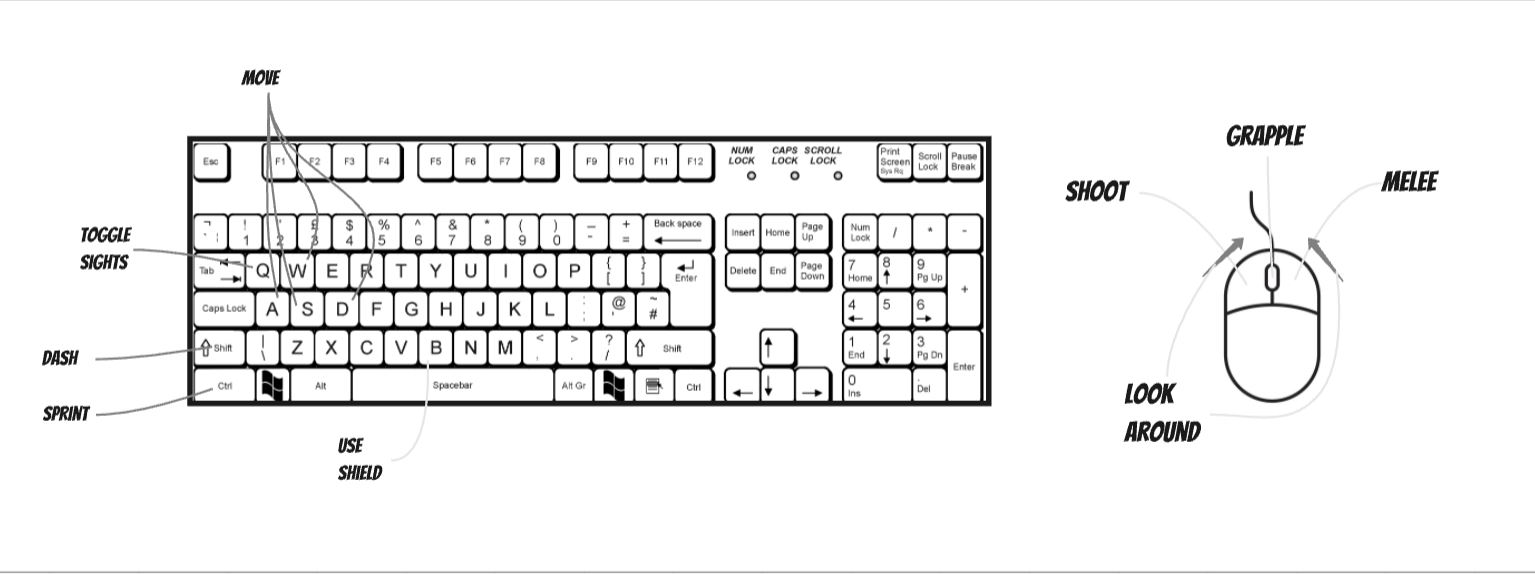 MOVE
GRAPPLE
SHOOT
MELEE
TOGGLE
SIGHTS
DASH
SPRINT
USE
SHIELD
LOOK
AROUND
NUM LOCK CAPS LOCK SCROLL LOCK
Esc F1 F2 F3 F4 F5 F6 F7 F8 F9 F10 F11 F12 Print Screen Sys Rq Scroll Lock Pause Break
¬ ` ¦ ! 1 " 2 £ 3 $ 4 % 5 ^ 6 & 7 * 8 ( 9 ) 0 — - + = Back space Insert Home Page Up Num Lock / * -
Tab Q W E R T Y U I O P { [ } ] Enter Delete End Page Down 7 Home 8 9 Pg Up +
Caps Lock A S D F G H J K L : ; @ ' ~ # 4 5 6
Shift | \ Z X C V B N M < , > . ? / Shift 1 End 2 3 Pg Dn Enter
Ctrl Alt Spacebar Alt Gr Ctrl 0 Ins . Del